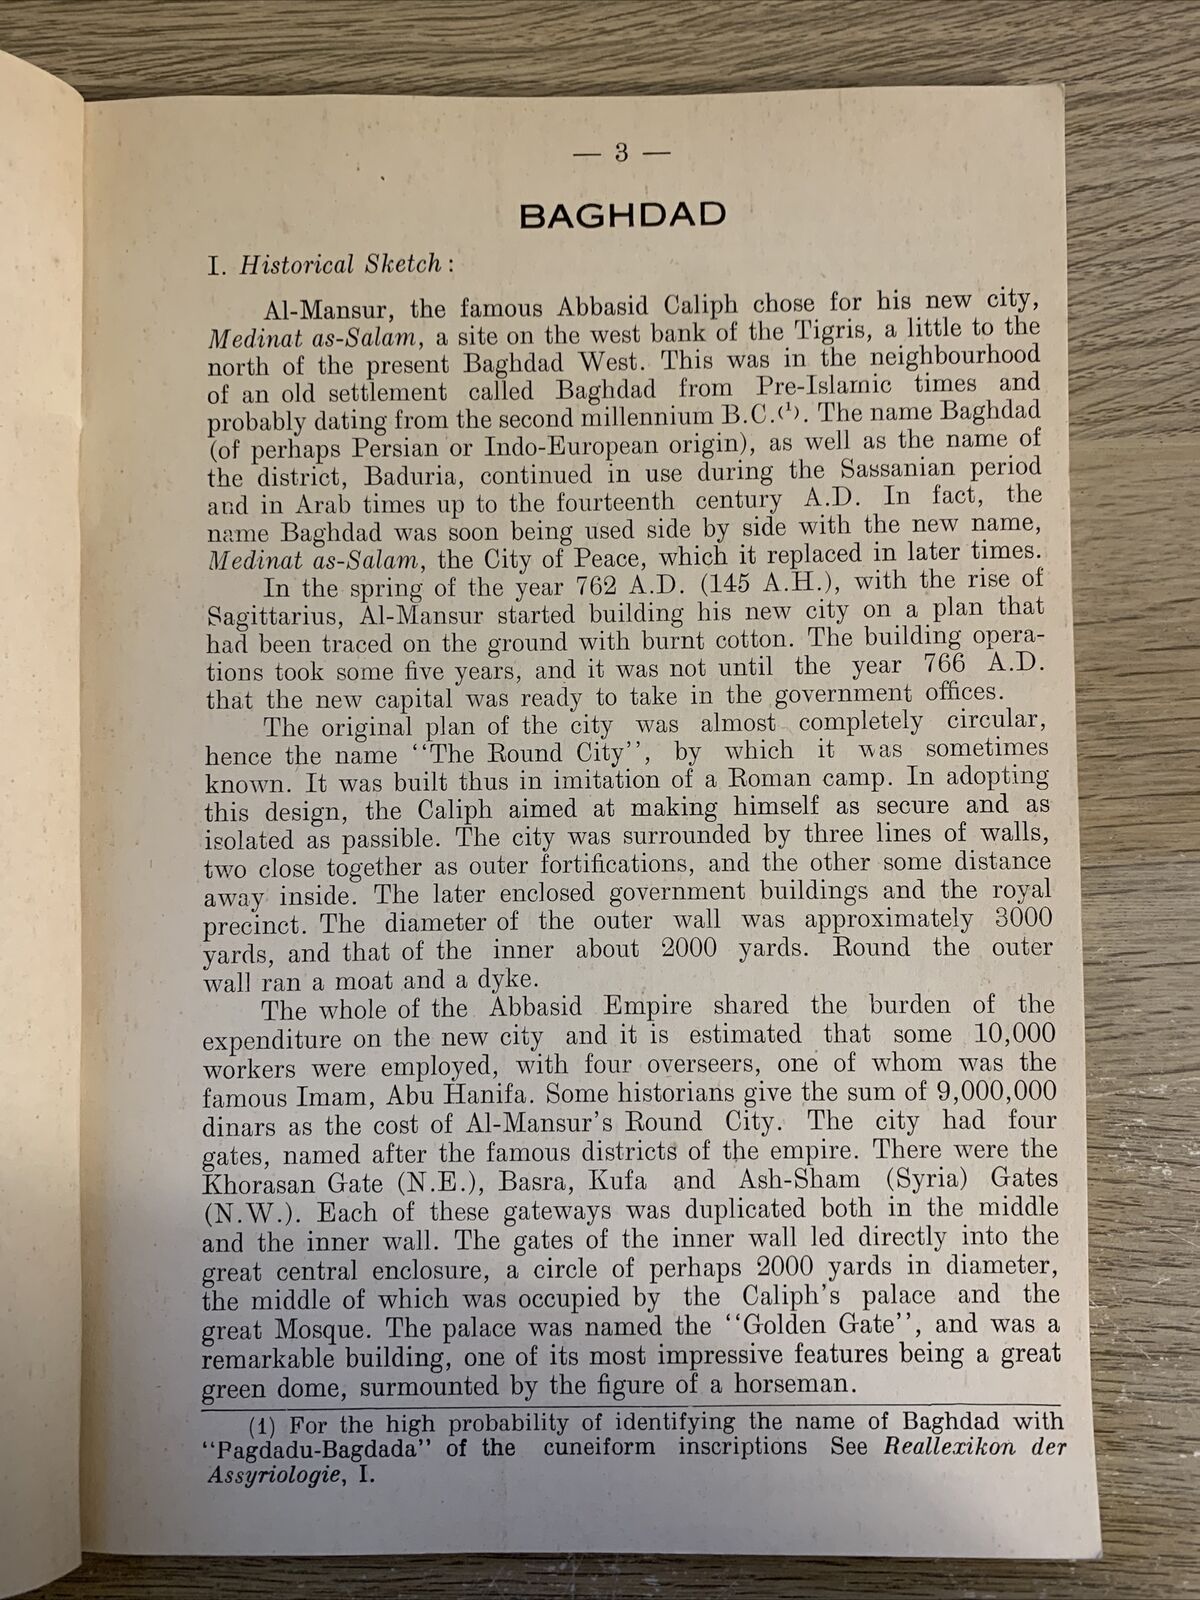 — 3 —
BAGHDAD
I. Historical Sketch :
Al-Mansur, the famous Abbasid Caliph chose for his new city,
Medinat as-Salam, a site on the west bank of the Tigris, a little to the
north of the present Baghdad West. This was in the neighbourhood
of an old settlement called Baghdad from Pre-Islamic times and
probably dating from the second millennium B.C.(1). The name Baghdad
(of perhaps Persian or Indo-European origin), as well as the name of
the district, Baduria, continued in use during the Sassanian period
and in Arab times up to the fourteenth century A.D. In fact, the
name Baghdad was soon being used side by side with the new name,
Medinat as-Salam, the City of Peace, which it replaced in later times.
In the spring of the year 762 A.D. (145 A.H.), with the rise of
Sagittarius, Al-Mansur started building his new city on a plan that
had been traced on the ground with burnt cotton. The building opera-
tions took some five years, and it was not until the year 766 A.D.
that the new capital was ready to take in the government offices.
The original plan of the city was almost completely circular,
hence the name "The Round City", by which it was sometimes
known. It was built thus in imitation of a Roman camp. In adopting
this design, the Caliph aimed at making himself as secure and as
isolated as passible. The city was surrounded by three lines of walls,
two close together as outer fortifications, and the other some distance
away inside. The later enclosed government buildings and the royal
precinct. The diameter of the outer wall was approximately 3000
yards, and that of the inner about 2000 yards. Round the outer
wall ran a moat and a dyke.
The whole of the Abbasid Empire shared the burden of the
expenditure on the new city and it is estimated that some 10,000
workers were employed, with four overseers, one of whom was the
famous Imam, Abu Hanifa. Some historians give the sum of 9,000,000
dinars as the cost of Al-Mansur's Round City. The city had four
gates, named after the famous districts of the empire. There were the
Khorasan Gate (N.E.), Basra, Kufa and Ash-Sham (Syria) Gates
(N.W.). Each of these gateways was duplicated both in the middle
and the inner wall. The gates of the inner wall led directly into the
great central enclosure, a circle of perhaps 2000 yards in diameter,
the middle of which was occupied by the Caliph's palace and the
great Mosque. The palace was named the "Golden Gate", and was a
remarkable building, one of its most impressive features being a great
green dome, surmounted by the figure of a horseman.
(1) For the high probability of identifying the name of Baghdad with
"Pagdadu-Bagdada" of the cuneiform inscriptions See Reallexikon der
Assyriologie, I.